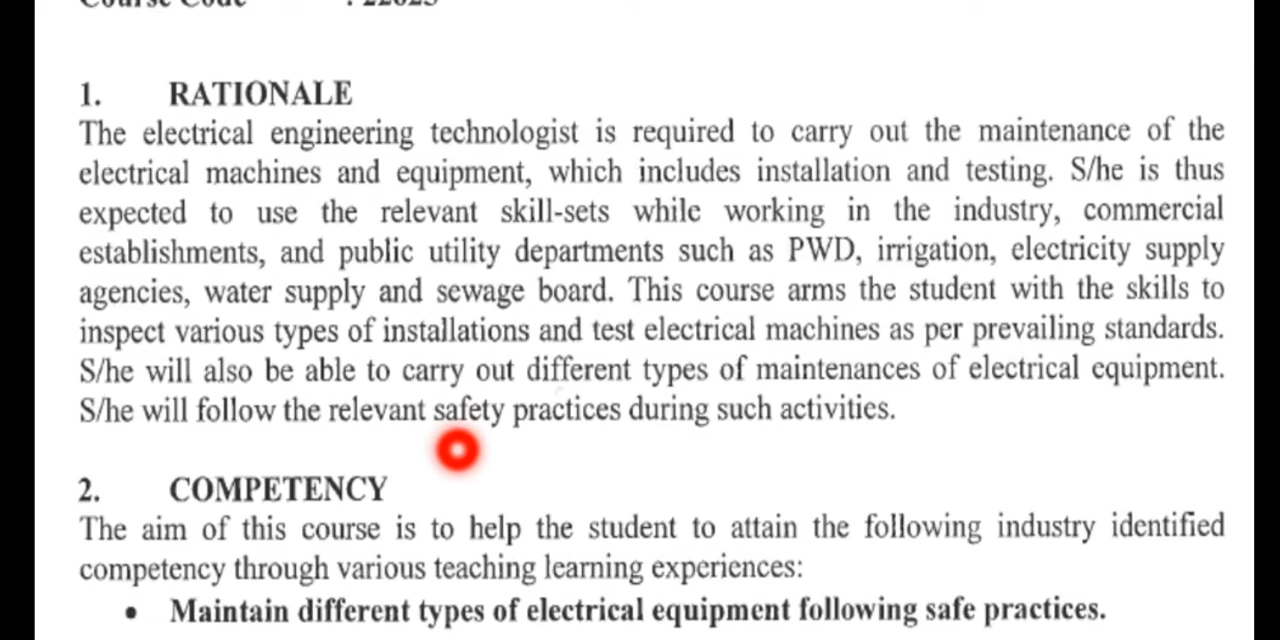 1. RATIONALE
The electrical engineering technologist is required to carry out the maintenance of the
electrical machines and equipment, which includes installation and testing. S/he is thus
expected to use the relevant skill-sets while working in the industry, commercial
establishments, and public utility departments such as PWD, irrigation, electricity supply
agencies, water supply and sewage board. This course arms the student with the skills to
inspect various types of installations and test electrical machines as per prevailing standards.
S/he will also be able to carry out different types of maintenances of electrical equipment.
S/he will follow the relevant safety practices during such activities.
2. COMPETENCY
The aim of this course is to help the student to attain the following industry identified
competency through various teaching learning experiences:
• Maintain different types of electrical equipment following safe practices.